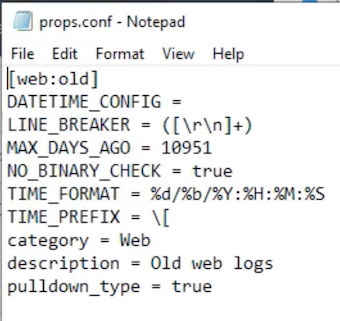 props.conf - Notepad
File Edit Format View Help
[web:old]
DATETIME_CONFIG =
LINE_BREAKER = ([\r\n]+)
MAX_DAYS_AGO = 10951
NO_BINARY_CHECK = true
TIME_FORMAT = %d/%b/%Y:%H:%M:%S
TIME_PREFIX = \[
category = Web
description = Old web logs
pulldown_type = true